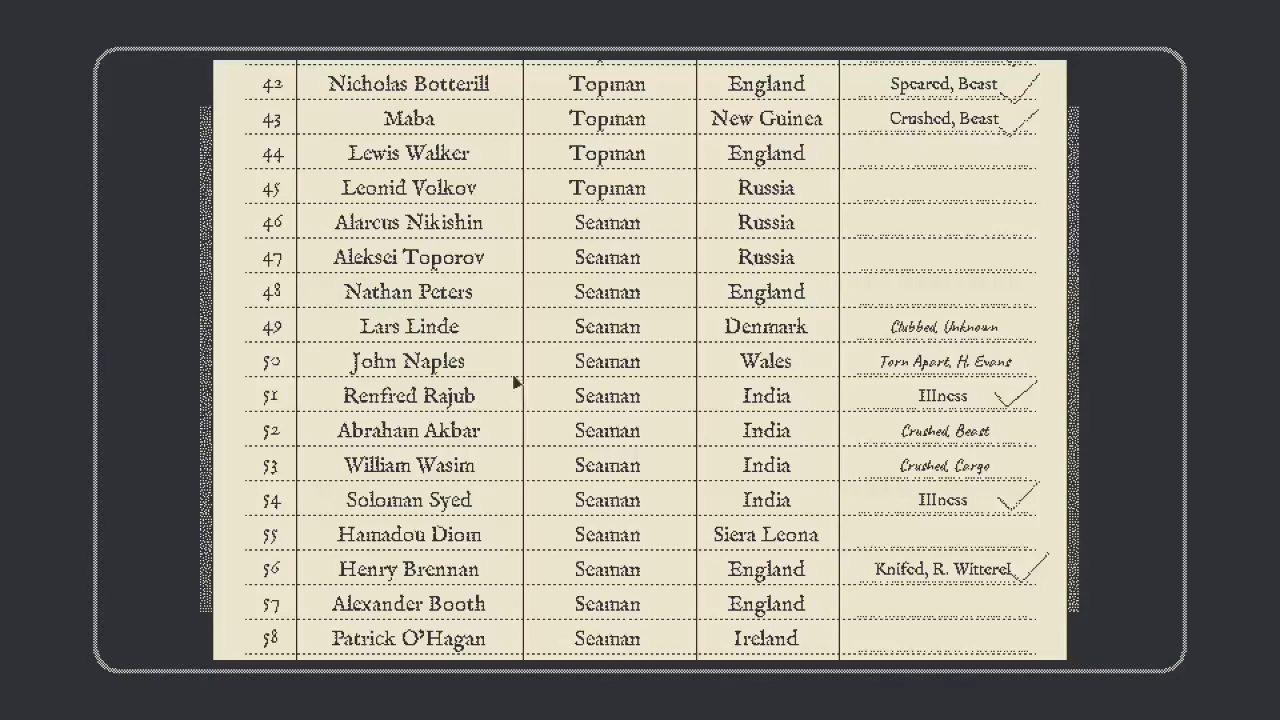 42 Nicholas Botterill Topman England Speared, Beast
43 Maba Topman New Guinea Crushed, Beast
44 Lewis Walker Topman England
45 Leonid Volkov Topman Russia
46 Alarcus Nikishin Seaman Russia
47 Aleksei Toporov Seaman Russia
48 Nathan Peters Seaman England
49 Lars Linde Seaman Denmark Clubbed, Unknown
50 John Naples Seaman Wales Torn Apart, H. Evans
51 Renfred Rajub Seaman India Illness
52 Abraham Akbar Seaman India Crushed, Beast
53 William Wasim Seaman India Crushed, Cargo
54 Soloman Syed Seaman India Illness
55 Hamadou Diom Seaman Siera Leona
56 Henry Brennan Seaman England Knifed, R. Witterel
57 Alexander Booth Seaman England
58 Patrick O'Hagan Seaman Ireland